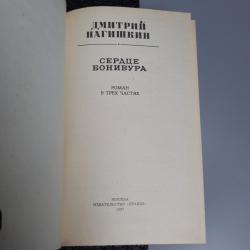 ДМИТРИЙ
НАГИШКИН
СЕРДЦЕ
БОНИВУРА
РОМАН
В ТРЕХ ЧАСТЯХ
МОСКВА
ИЗДАТЕЛЬСТВО «ПРАВДА»